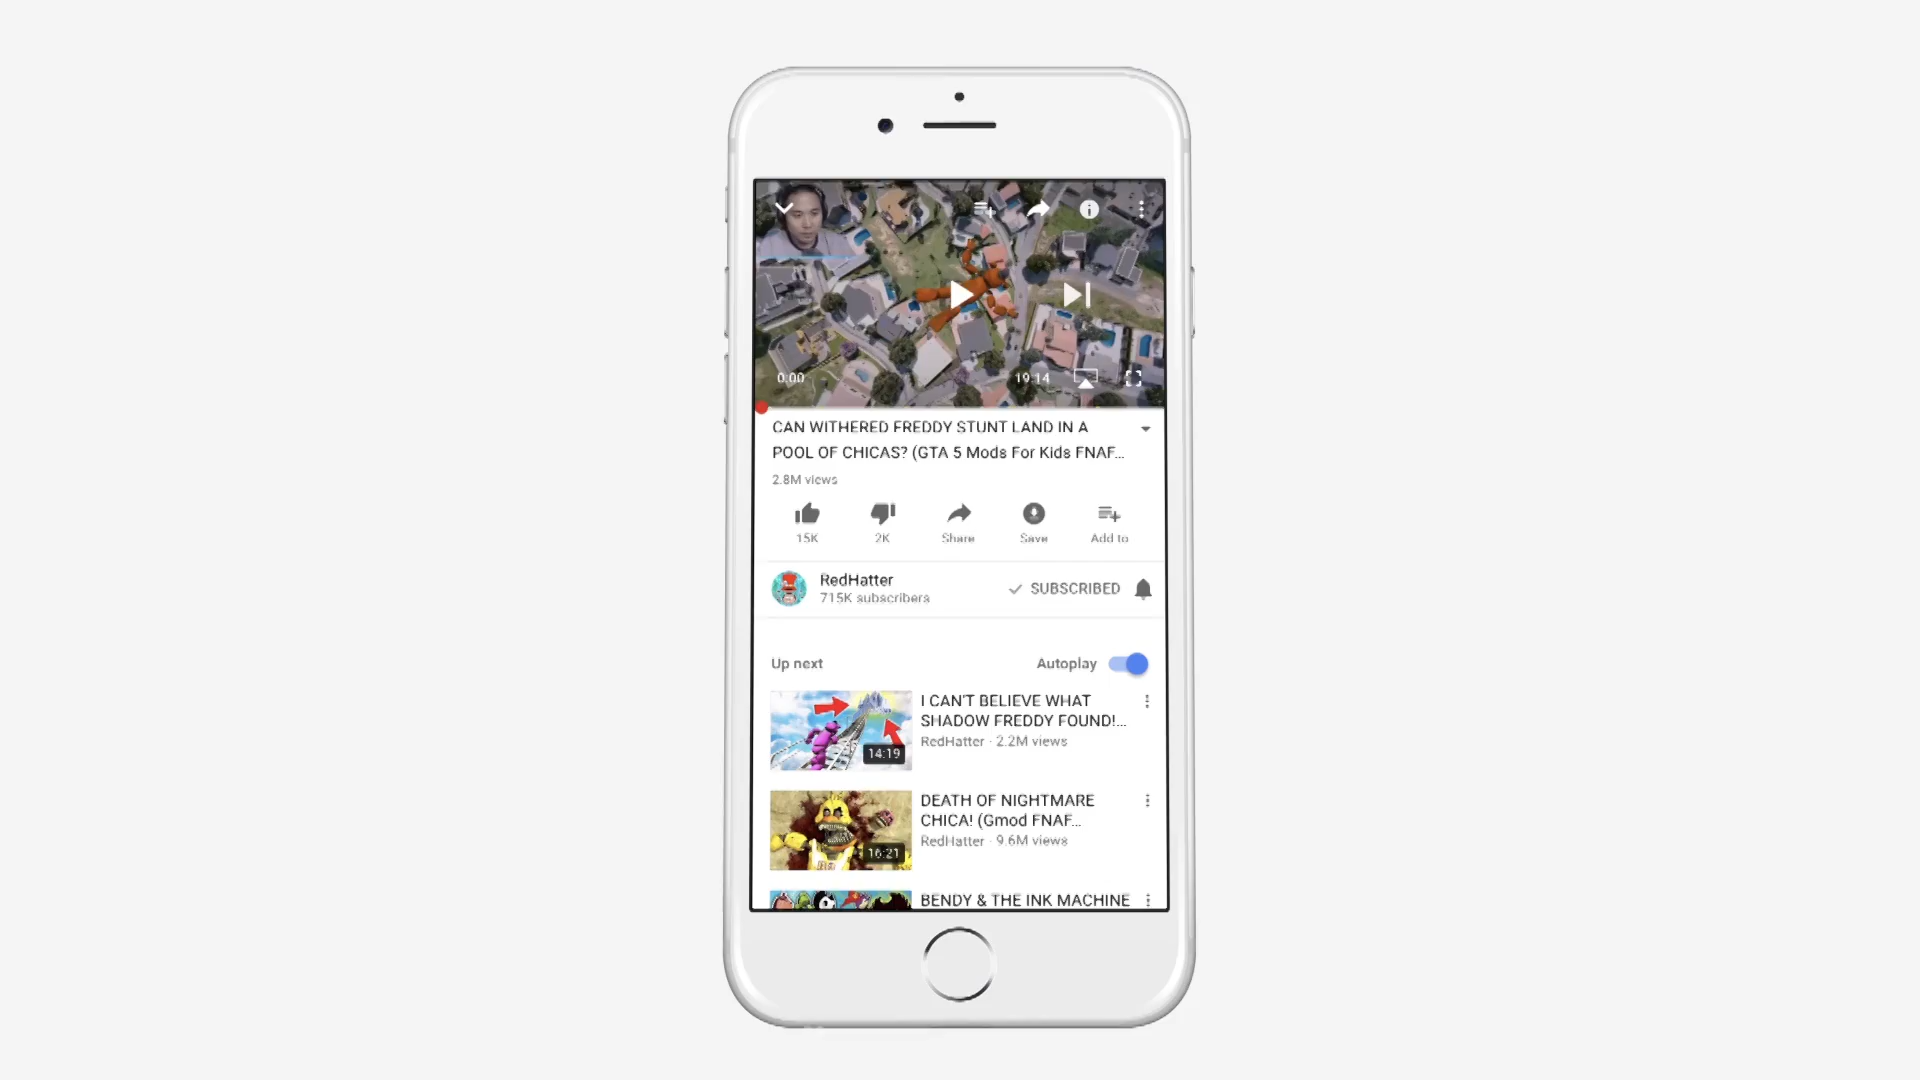 0:00
19:14
CAN WITHERED FREDDY STUNT LAND IN A
POOL OF CHICAS? (GTA 5 Mods For Kids FNAF...
2.8M views
15K
2K
Share
Save
Add to
RedHatter
715K subscribers
SUBSCRIBED
Up next
Autoplay
I CAN'T BELIEVE WHAT
SHADOW FREDDY FOUND!...
RedHatter · 2.2M views
14:19
DEATH OF NIGHTMARE
CHICA! (Gmod FNAF...
RedHatter · 9.6M views
16:21
BENDY & THE INK MACHINE